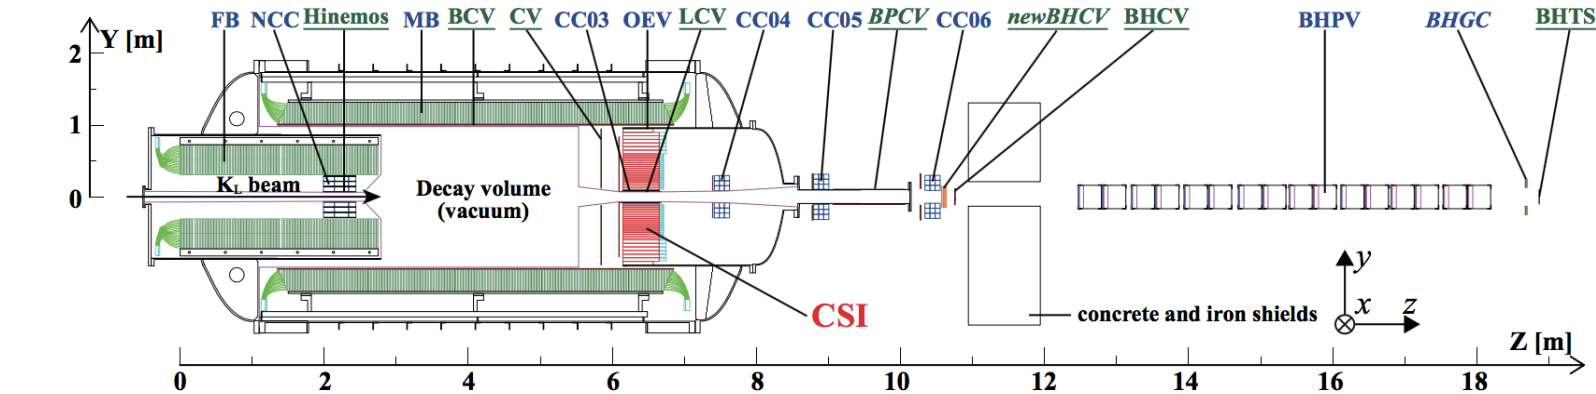 FB NCC Hinemos MB BCV CV CC03 OEV LCV CC04 CC05 BPCV CC06 newBHCV BHCV BHPV BHGC BHTS
Y [m]
2
1
0
K_L beam
Decay volume
(vacuum)
CSI
concrete and iron shields
y
x z
Z [m]
0 2 4 6 8 10 12 14 16 18